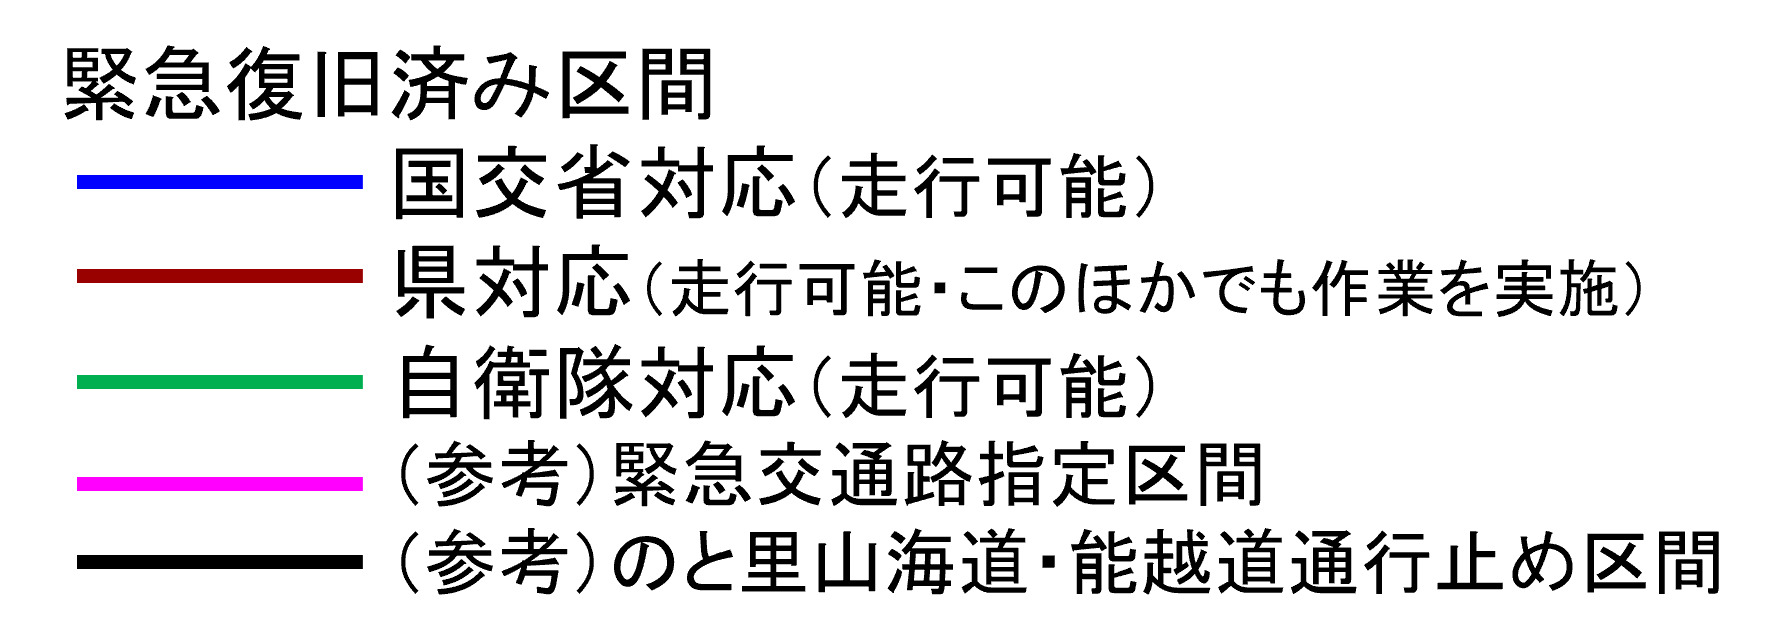 緊急復旧済み区間
国交省対応（走行可能）
県対応（走行可能・このほかでも作業を実施）
自衛隊対応（走行可能）
（参考）緊急交通路指定区間
（参考）のと里山海道・能越道通行止め区間